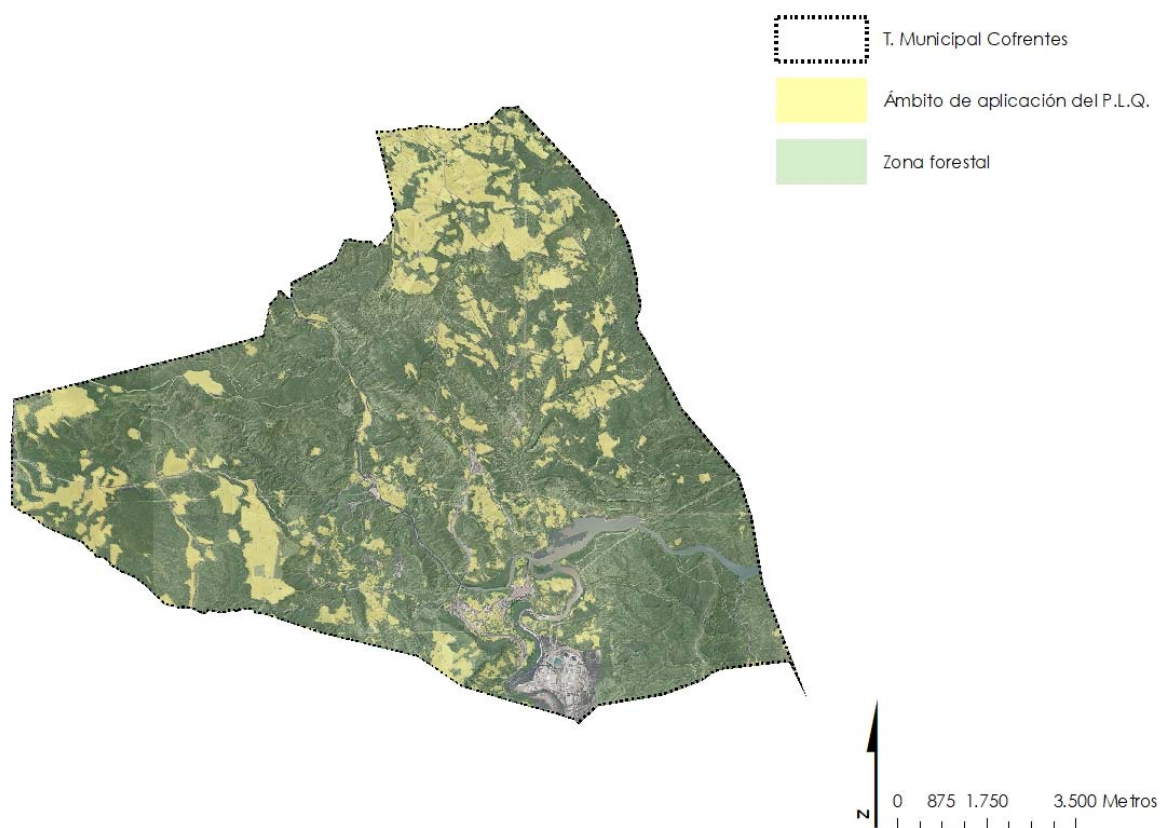 T. Municipal Cofrentes
Ámbito de aplicación del P.L.Q.
Zona forestal
N
0 875 1.750 3.500 Metros